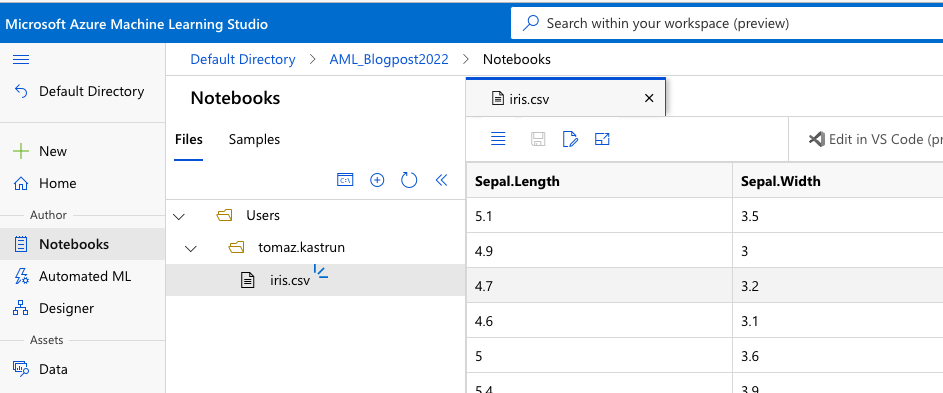 Microsoft Azure Machine Learning Studio
Search within your workspace (preview)
Default Directory
New
Home
Author
Notebooks
Automated ML
Designer
Assets
Data
Default Directory > AML_Blogpost2022 > Notebooks
Notebooks
Files Samples
Users
tomaz.kastrun
iris.csv
iris.csv
Edit in VS Code (pr
Sepal.Length Sepal.Width
5.1 3.5
4.9 3
4.7 3.2
4.6 3.1
5 3.6
5.4 3.9